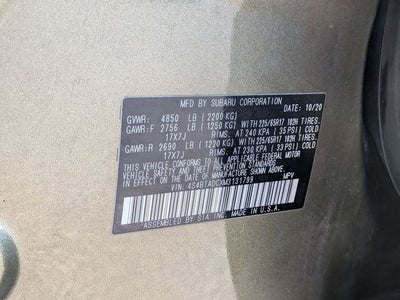 MFD. BY SUBARU CORPORATION DATE: 10/20
GVWR: 4850 LB (2200 KG)
GAWR:F 2756 LB (1250 KG) WITH 225/65R17 102H TIRES.
17X7J RIMS. AT 240 KPA (35 PSI) COLD
GAWR:R 2690 LB (1220 KG) WITH 225/65R17 102H TIRES.
17X7J RIMS. AT 230 KPA (33 PSI) COLD
THIS VEHICLE CONFORMS TO ALL APPLICABLE FEDERAL MOTOR
VEHICLE SAFETY AND THEFT PREVENTION STANDARDS IN
EFFECT ON THE DATE OF MANUFACTURE SHOWN ABOVE.
VIN: 4S4BTADCXM3131799 MPV
ASSEMBLED BY SIA INC. MADE IN U.S.A.